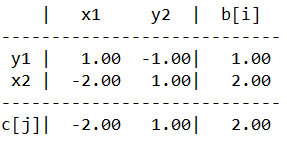 |   x1     y2  |  b[i]
-----------------------------
y1 |  1.00  -1.00|   1.00
x2 | -2.00   1.00|   2.00
-----------------------------
c[j]| -2.00   1.00|   2.00